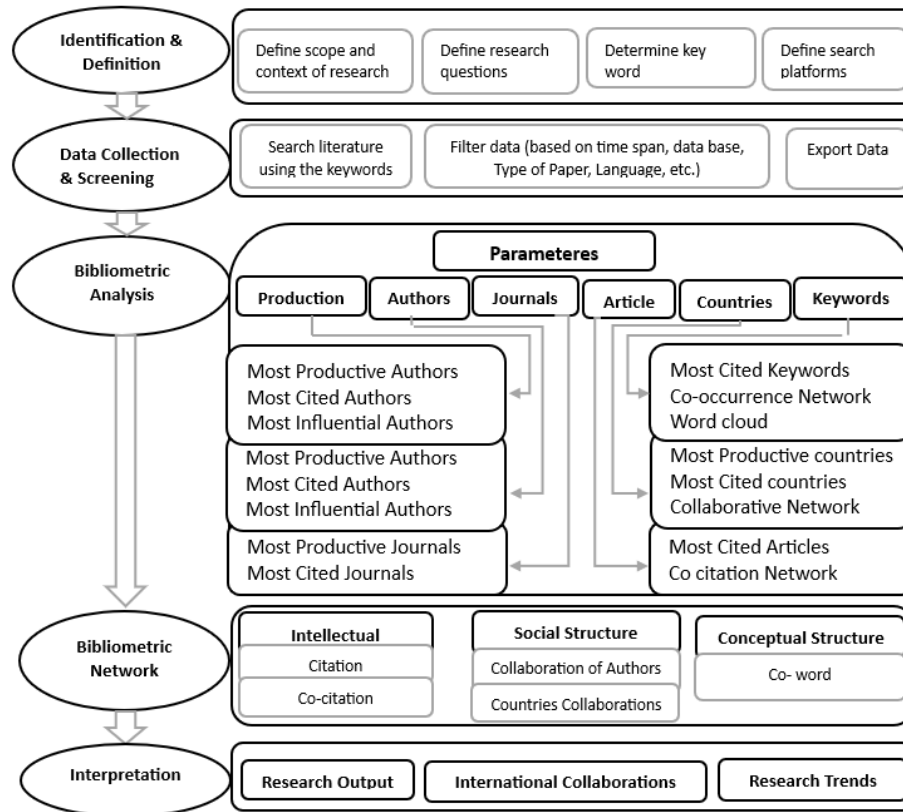 Identification &
Definition
Define scope and
context of research
Define research
questions
Determine key
word
Define search
platforms
Data Collection
& Screening
Search literature
using the keywords
Filter data (based on time span, data base,
Type of Paper, Language, etc.)
Export Data
Bibliometric
Analysis
Parameteres
Production
Authors
Journals
Article
Countries
Keywords
Most Productive Authors
Most Cited Authors
Most Influential Authors
Most Productive Authors
Most Cited Authors
Most Influential Authors
Most Productive Journals
Most Cited Journals
Most Cited Keywords
Co-occurrence Network
Word cloud
Most Productive countries
Most Cited countries
Collaborative Network
Most Cited Articles
Co citation Network
Bibliometric
Network
Intellectual
Citation
Co-citation
Social Structure
Collaboration of Authors
Countries Collaborations
Conceptual Structure
Co- word
Interpretation
Research Output
International Collaborations
Research Trends